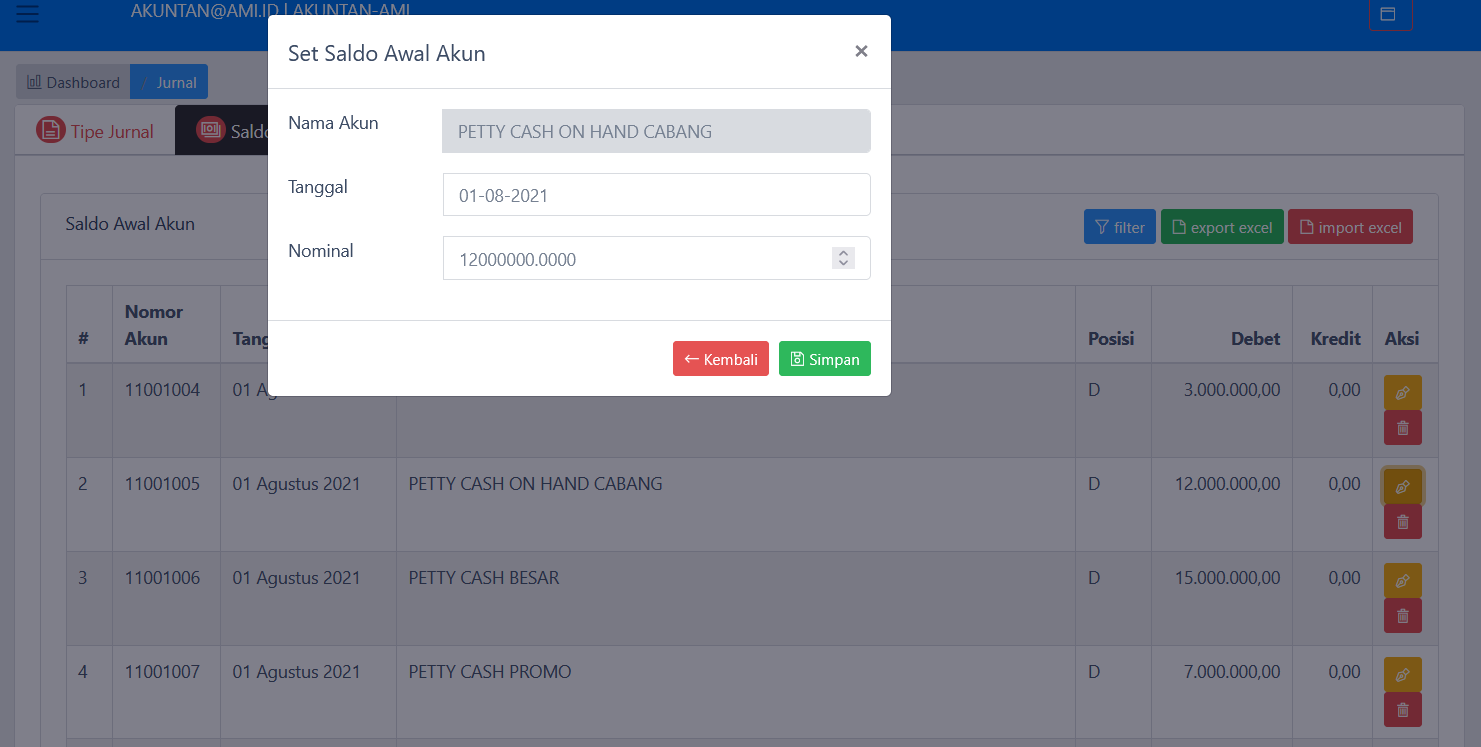 AKUNTAN@AMI.ID | AKUNTAN-AMI
Set Saldo Awal Akun
×
Dashboard / Jurnal
Tipe Jurnal
Nama Akun
PETTY CASH ON HAND CABANG
Tanggal
01-08-2021
Nominal
12000000.0000
Kembali
Simpan
Saldo Awal Akun
filter
export excel
import excel
#
Nomor
Akun
Posisi
Debet
Kredit
Aksi
1 11001004 D 3.000.000,00 0,00
2 11001005 01 Agustus 2021 PETTY CASH ON HAND CABANG D 12.000.000,00 0,00
3 11001006 01 Agustus 2021 PETTY CASH BESAR D 15.000.000,00 0,00
4 11001007 01 Agustus 2021 PETTY CASH PROMO D 7.000.000,00 0,00